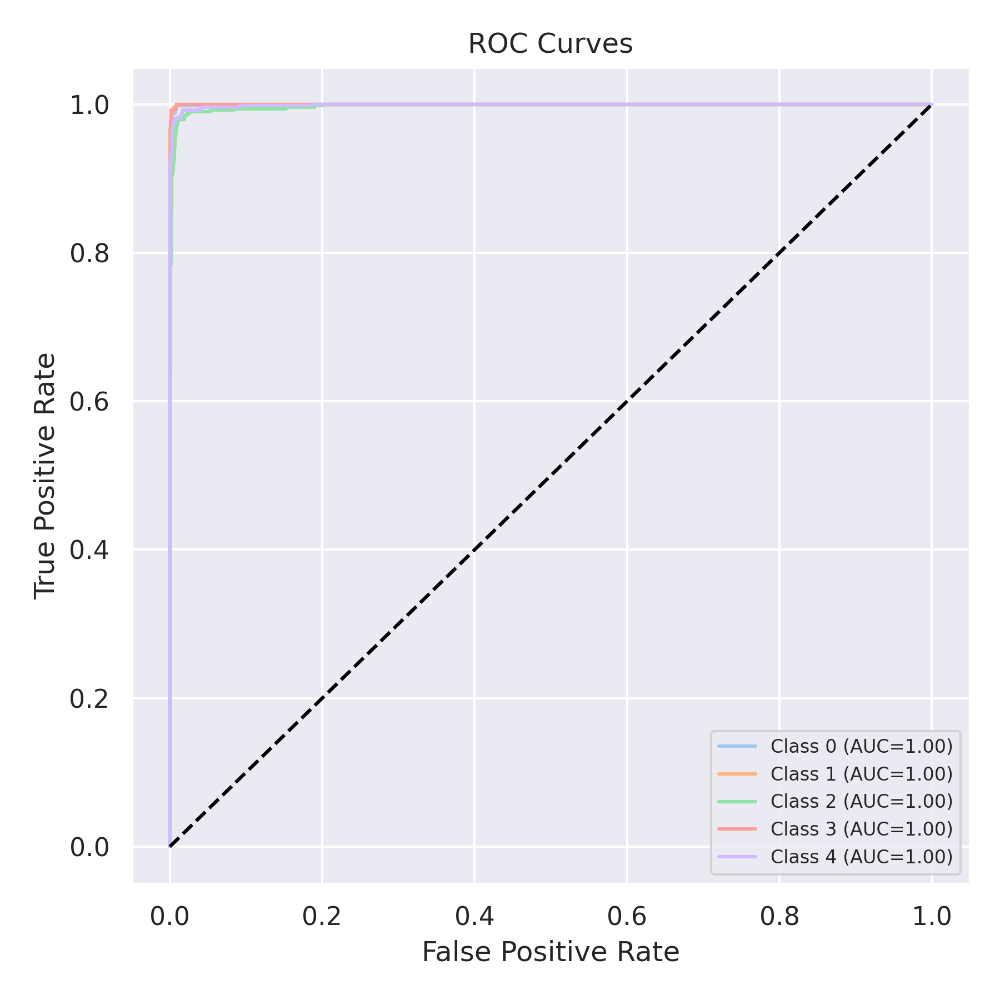 ROC Curves
1.0
0.8
0.6
0.4
0.2
0.0
True Positive Rate
0.0 0.2 0.4 0.6 0.8 1.0
False Positive Rate
Class 0 (AUC=1.00)
Class 1 (AUC=1.00)
Class 2 (AUC=1.00)
Class 3 (AUC=1.00)
Class 4 (AUC=1.00)